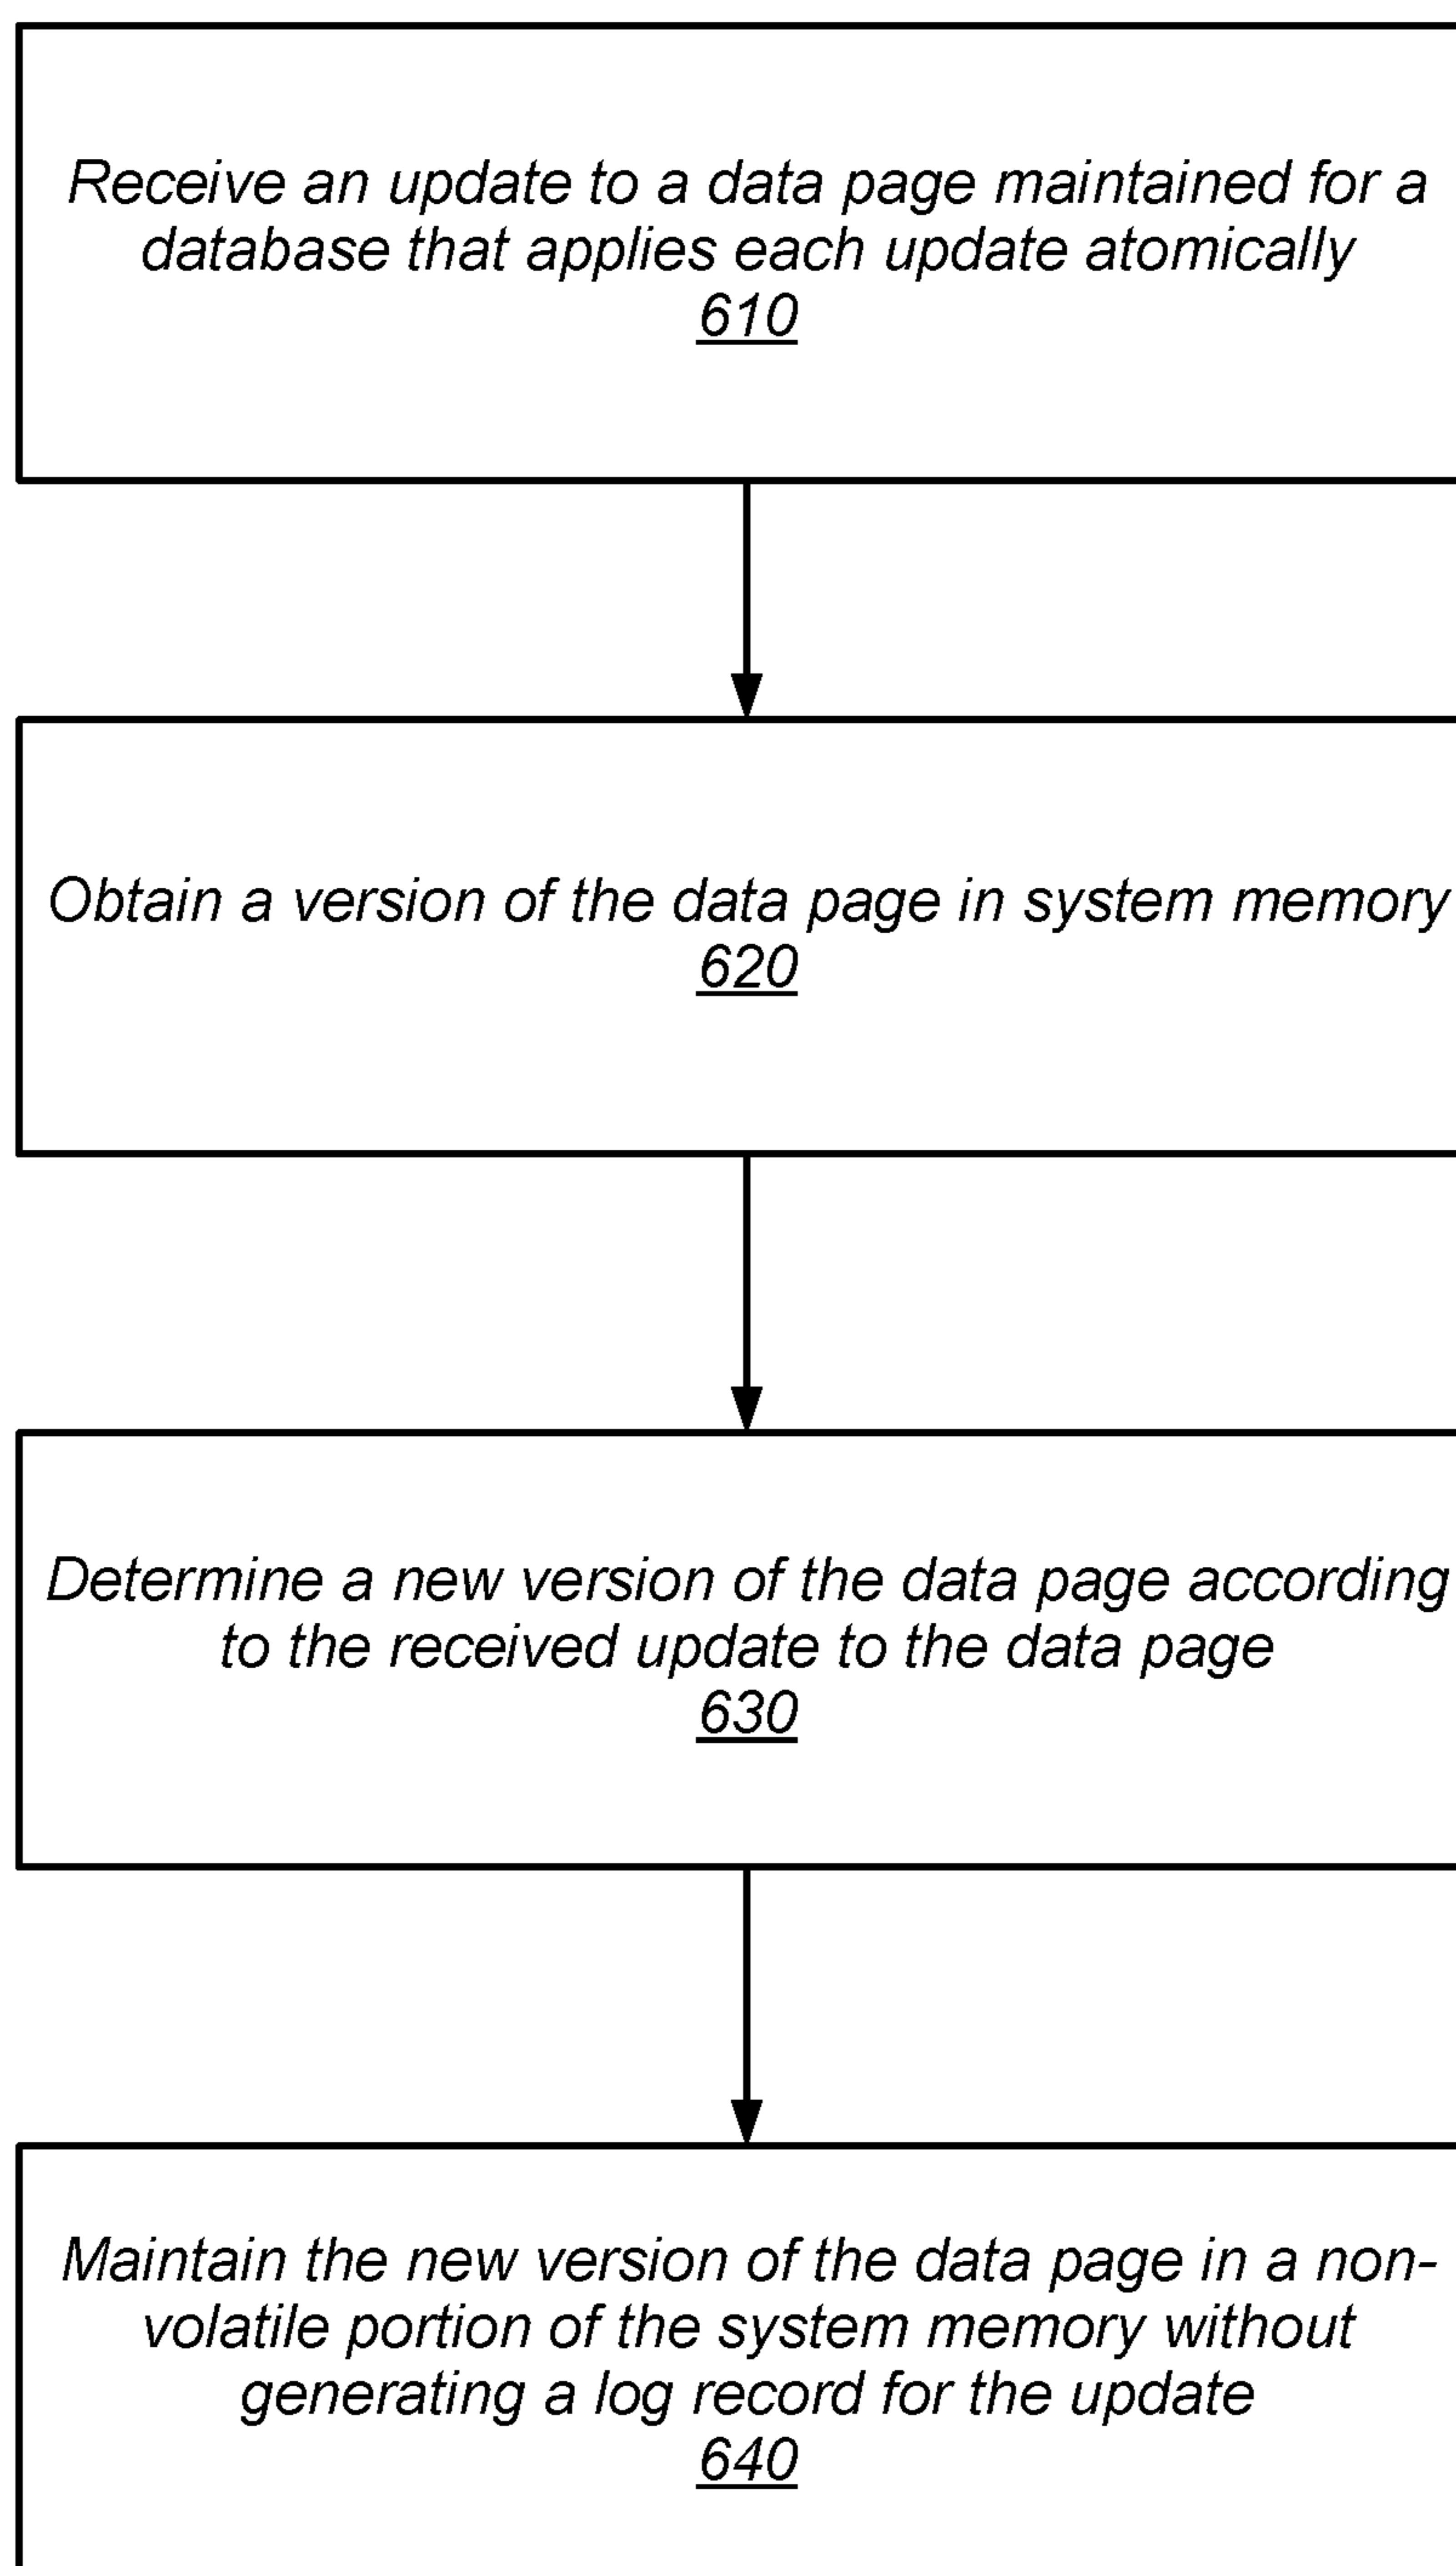 Receive an update to a data page maintained for a
database that applies each update atomically
610
Obtain a version of the data page in system memory
620
Determine a new version of the data page according
to the received update to the data page
630
Maintain the new version of the data page in a non-
volatile portion of the system memory without
generating a log record for the update
640